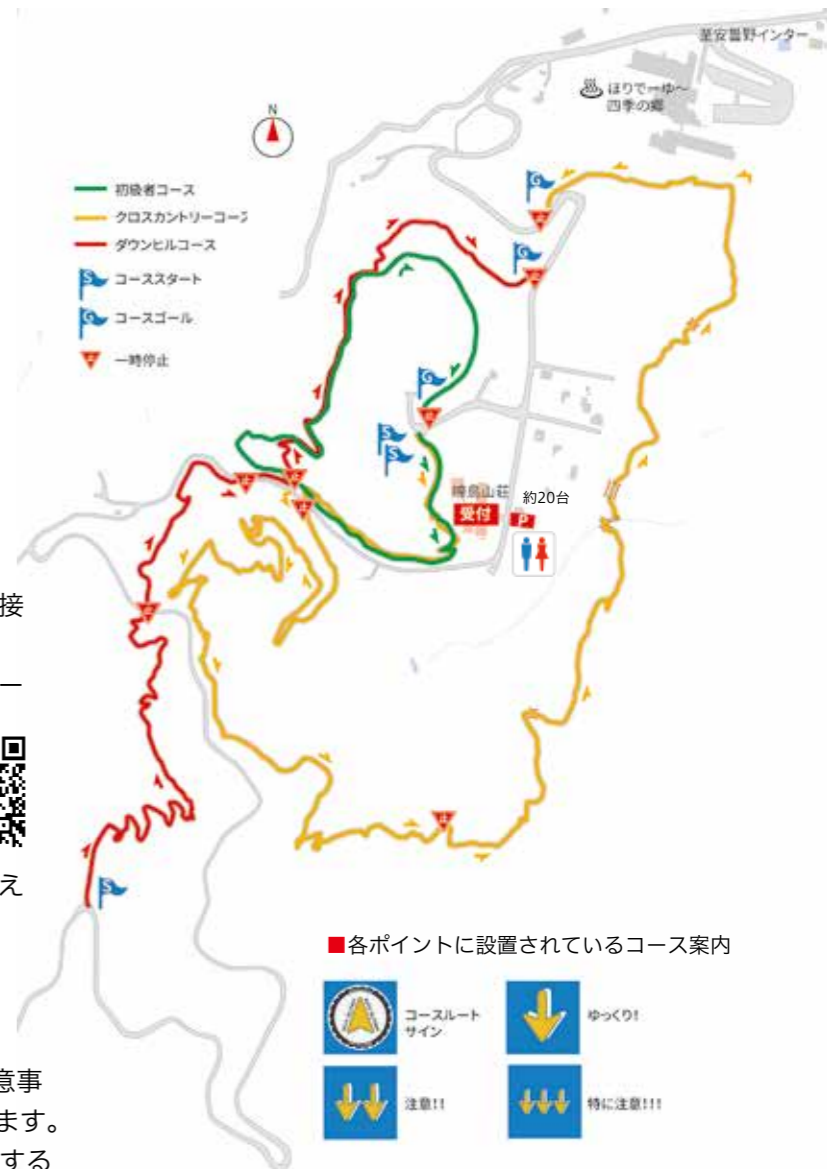 至安曇野インター
ほりでーゆ〜
四季の郷
N
初級者コース
クロスカントリーコース
ダウンヒルコース
S
コーススタート
G
コースゴール
一時停止
G
G
G
S
S
受付
約20台
P
接
ー
え
S
■各ポイントに設置されているコース案内
コースルート
サイン
ゆっくり!
注意!!
特に注意!!!
意事
ます。
する